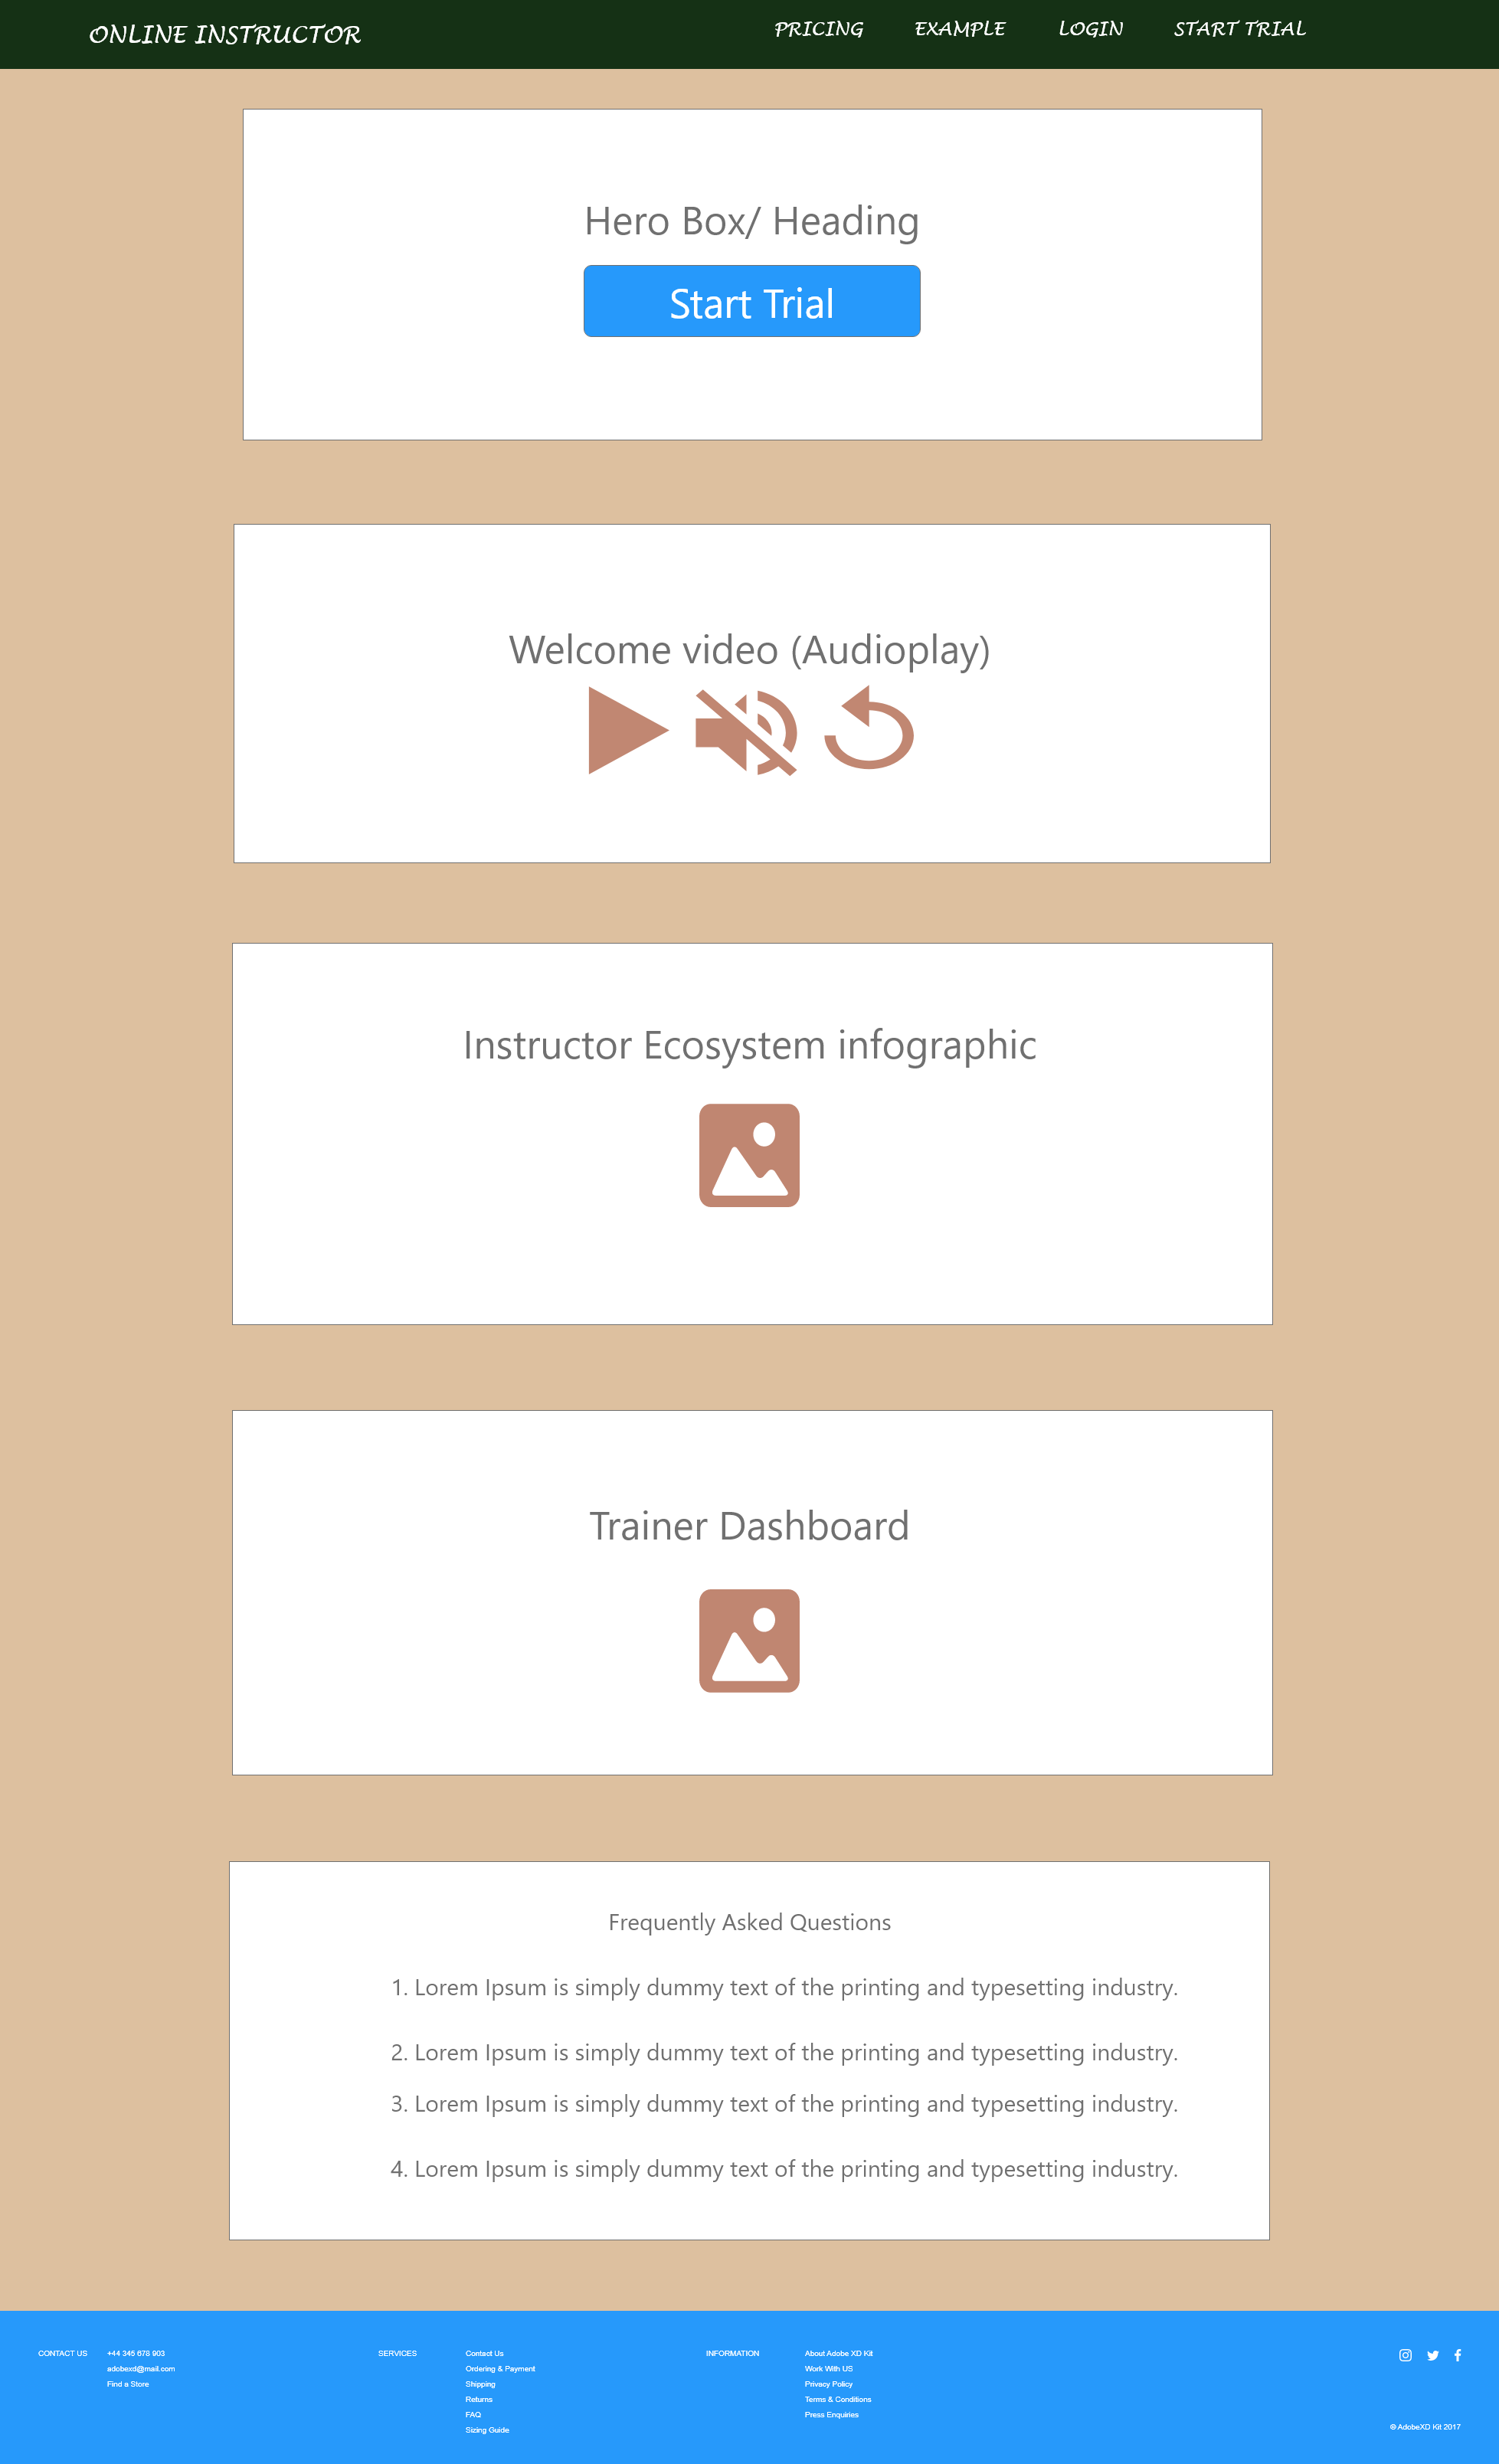 ONLINE INSTRUCTOR
PRICING
EXAMPLE
LOGIN
START TRIAL
Hero Box/ Heading
Start Trial
Welcome video (Audioplay)
Instructor Ecosystem infographic
Trainer Dashboard
Frequently Asked Questions
1. Lorem Ipsum is simply dummy text of the printing and typesetting industry.
2. Lorem Ipsum is simply dummy text of the printing and typesetting industry.
3. Lorem Ipsum is simply dummy text of the printing and typesetting industry.
4. Lorem Ipsum is simply dummy text of the printing and typesetting industry.
CONTACT US
+44 345 678 903
adobexd@mail.com
Find a Store
SERVICES
Contact Us
Ordering & Payment
Shipping
Returns
FAQ
Sizing Guide
INFORMATION
About Adobe XD Kit
Work With US
Privacy Policy
Terms & Conditions
Press Enquiries
© AdobeXD Kit 2017